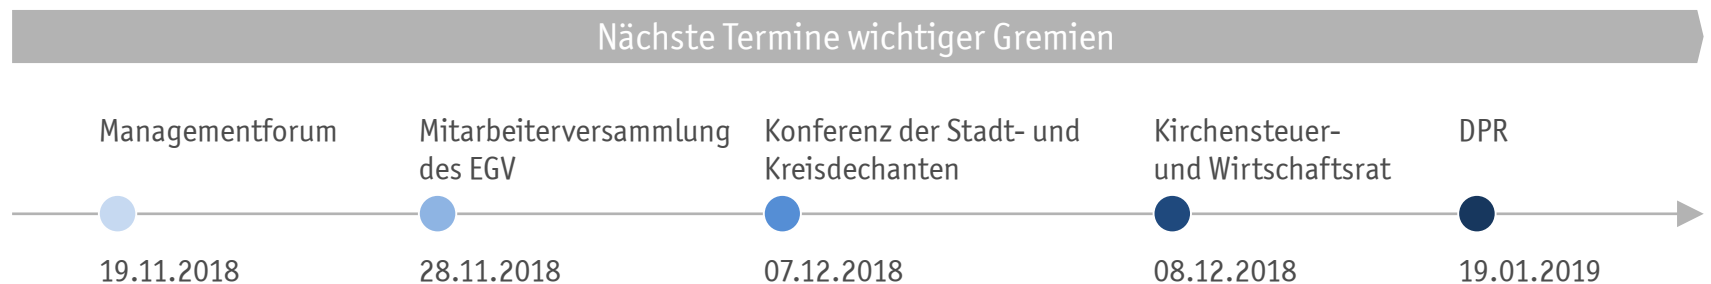 Nächste Termine wichtiger Gremien
Managementforum
19.11.2018
Mitarbeiterversammlung
des EGV
28.11.2018
Konferenz der Stadt- und
Kreisdechanten
07.12.2018
Kirchensteuer-
und Wirtschaftsrat
08.12.2018
DPR
19.01.2019